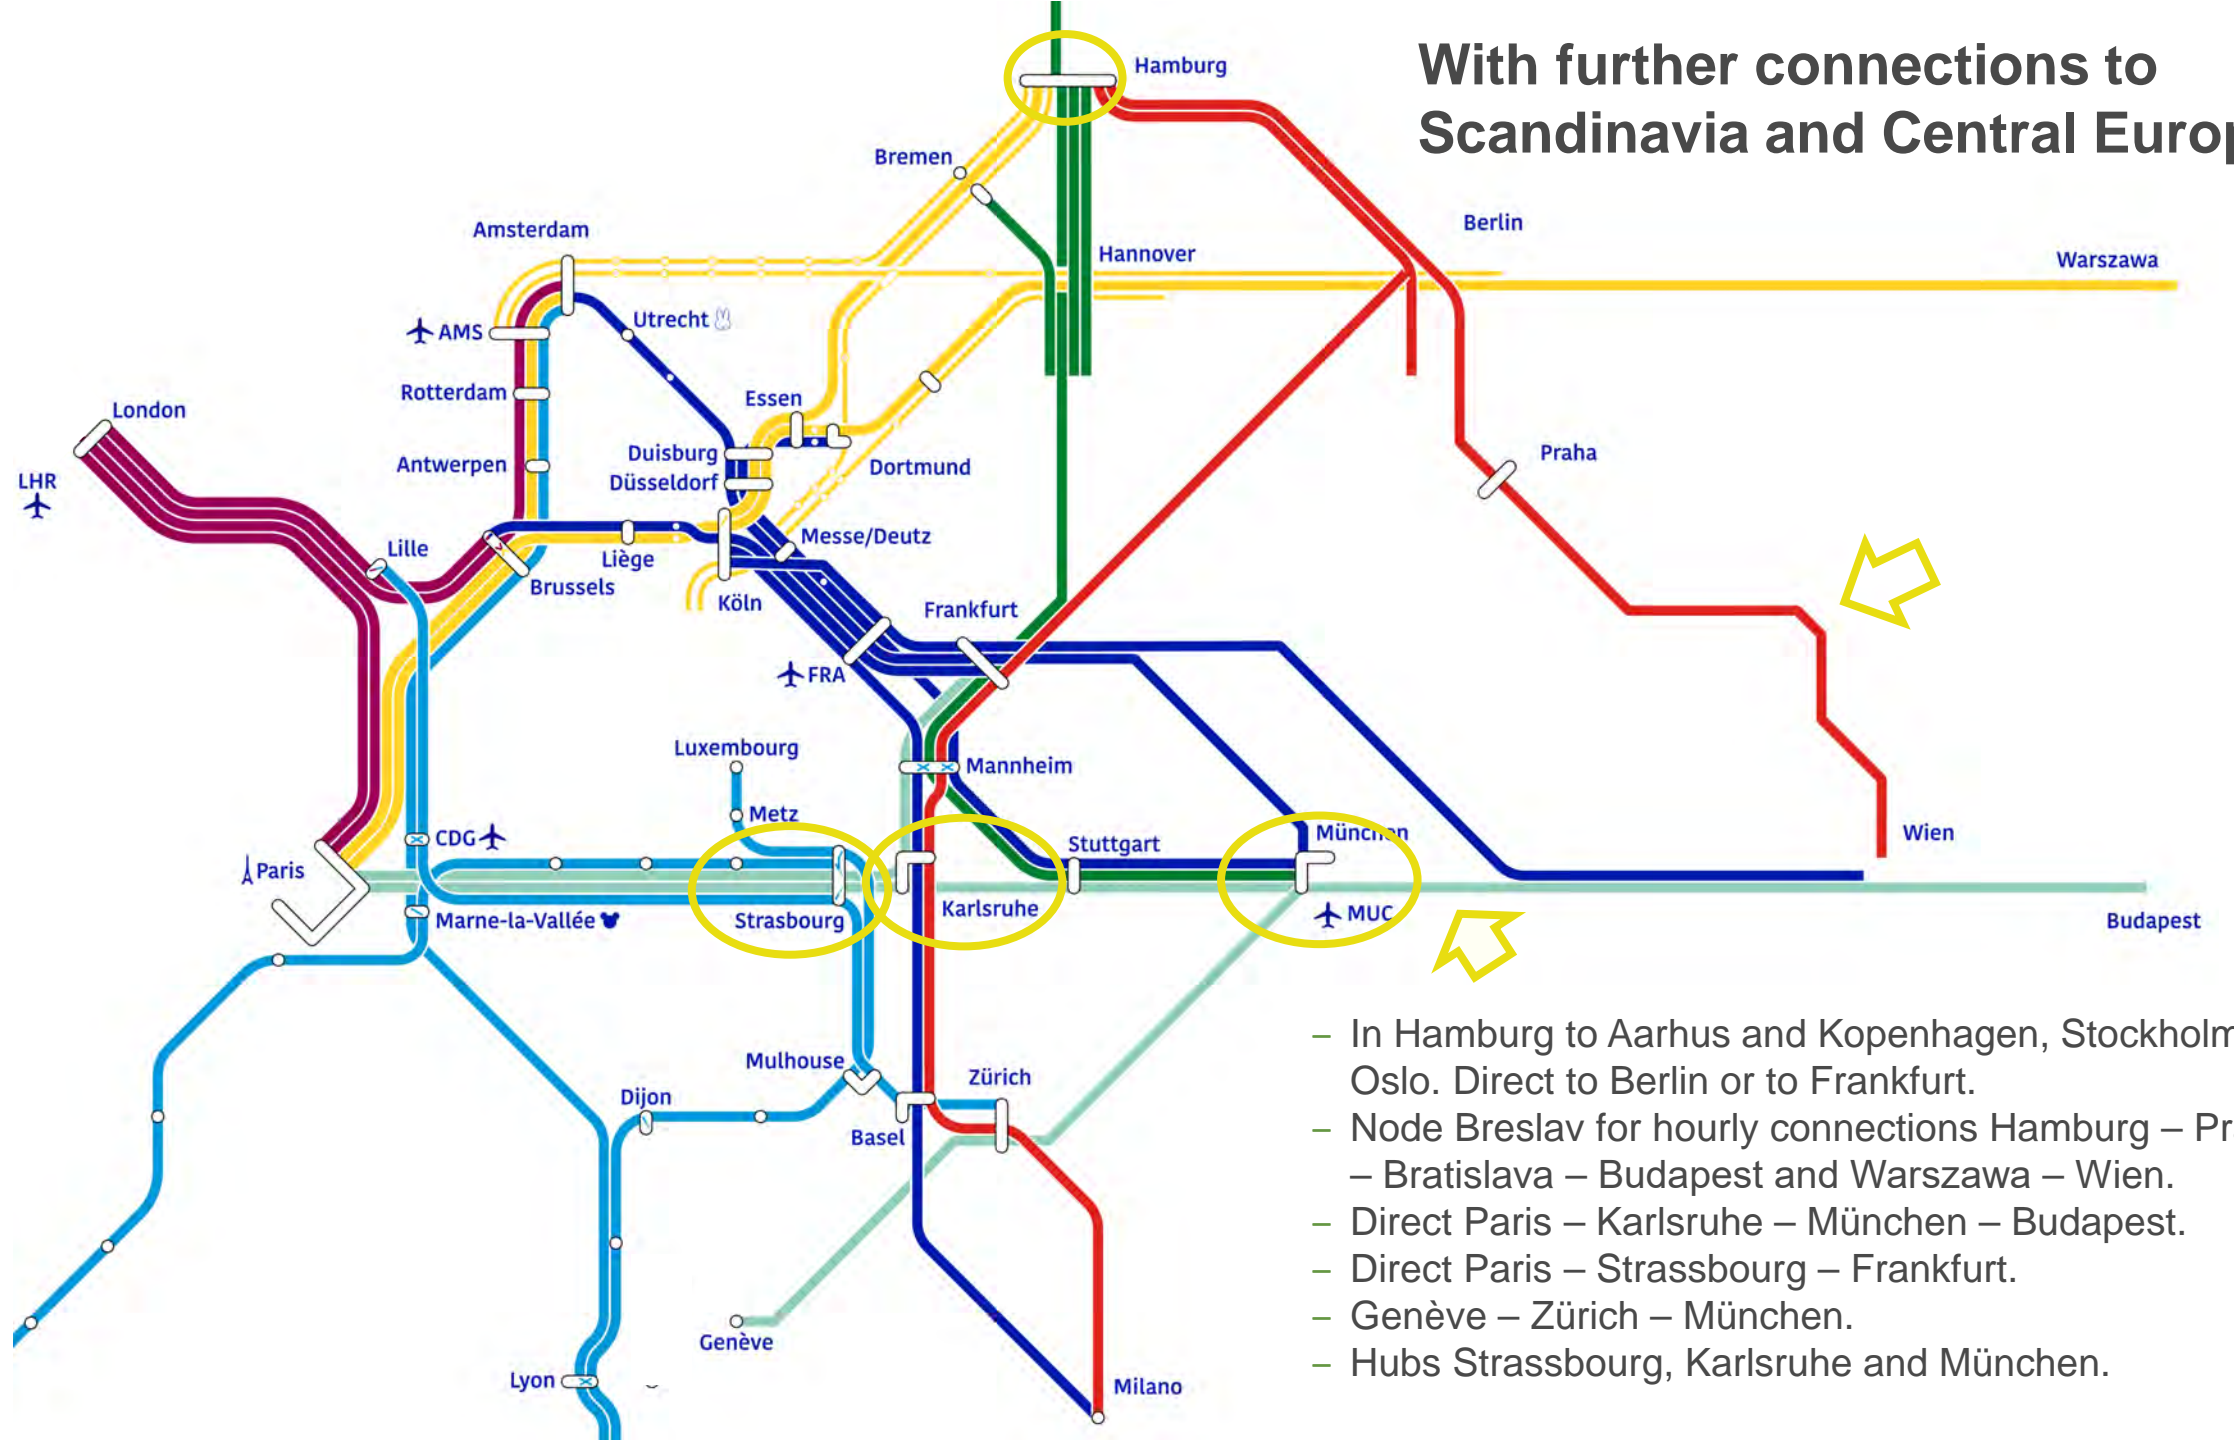 With further connections to
Scandinavia and Central Europ
Hamburg
Bremen
Berlin
Amsterdam
Hannover
Warszawa
Utrecht
AMS
Rotterdam
Essen
London
Duisburg
Praha
Antwerpen
Dortmund
Düsseldorf
LHR
Messe/Deutz
Lille
Liège
Brussels
Köln
Frankfurt
FRA
Luxembourg
Mannheim
Metz
CDG
München
Wien
Stuttgart
Paris
Karlsruhe
MUC
Marne-la-Vallée
Strasbourg
Budapest
– In Hamburg to Aarhus and Kopenhagen, Stockholm
Oslo. Direct to Berlin or to Frankfurt.
– Node Breslav for hourly connections Hamburg – Pr
– Bratislava – Budapest and Warszawa – Wien.
– Direct Paris – Karlsruhe – München – Budapest.
– Direct Paris – Strassbourg – Frankfurt.
– Genève – Zürich – München.
– Hubs Strassbourg, Karlsruhe and München.
Mulhouse
Zürich
Dijon
Basel
Genève
Lyon
Milano